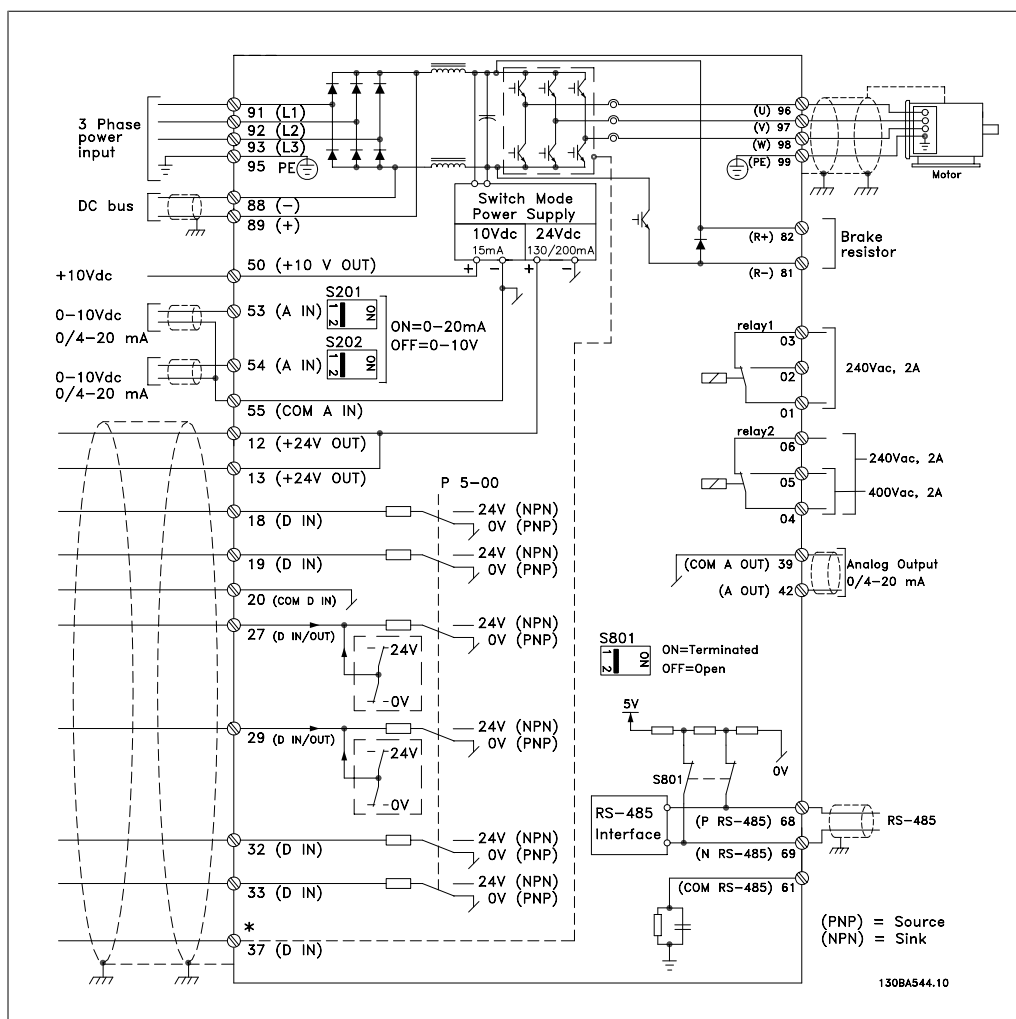 3 Phase
power
input
91 (L1)
92 (L2)
93 (L3)
95 PE
DC bus
88 (-)
89 (+)
+10Vdc
50 (+10 V OUT)
0-10Vdc
0/4-20 mA
53 (A IN)
S201
1 2
ON
ON=0-20mA
OFF=0-10V
0-10Vdc
0/4-20 mA
54 (A IN)
S202
1 2
ON
55 (COM A IN)
12 (+24V OUT)
13 (+24V OUT)
P 5-00
18 (D IN)
24V (NPN)
0V (PNP)
19 (D IN)
24V (NPN)
0V (PNP)
20 (COM D IN)
27 (D IN/OUT)
24V (NPN)
0V (PNP)
24V
0V
29 (D IN/OUT)
24V (NPN)
0V (PNP)
24V
0V
32 (D IN)
24V (NPN)
0V (PNP)
33 (D IN)
24V (NPN)
0V (PNP)
*
37 (D IN)
Switch Mode
Power Supply
10Vdc
15mA
24Vdc
130/200mA
+ - + -
(U) 96
(V) 97
(W) 98
(PE) 99
Motor
(R+) 82
(R-) 81
Brake
resistor
relay1
03
02
01
240Vac, 2A
relay2
06
05
04
240Vac, 2A
400Vac, 2A
(COM A OUT) 39
(A OUT) 42
Analog Output
0/4-20 mA
S801
1 2
ON
ON=Terminated
OFF=Open
5V
0V
S801
RS-485
Interface
(P RS-485) 68
(N RS-485) 69
RS-485
(COM RS-485) 61
(PNP) = Source
(NPN) = Sink
130BA544.10